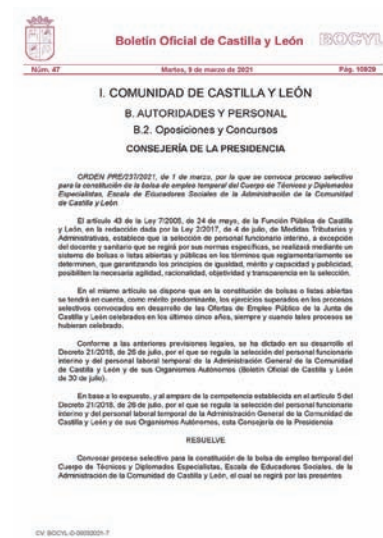 Boletín Oficial de Castilla y León
BOCYL
Núm. 47
Martes, 9 de marzo de 2021
Pág. 10929
I. COMUNIDAD DE CASTILLA Y LEÓN
B. AUTORIDADES Y PERSONAL
B.2. Oposiciones y Concursos
CONSEJERÍA DE LA PRESIDENCIA
ORDEN PRE/237/2021, de 1 de marzo, por la que se convoca proceso selectivo
para la constitución de la bolsa de empleo temporal del Cuerpo de Técnicos y Diplomados
Especialistas, Escala de Educadores Sociales de la Administración de la Comunidad
de Castilla y León.
El artículo 43 de la Ley 7/2005, de 24 de mayo, de la Función Pública de Castilla
y León, en la redacción dada por la Ley 2/2017, de 4 de julio, de Medidas Tributarias y
Administrativas, establece que la selección de personal funcionario interino, a excepción
del docente y sanitario que se regirá por sus normas específicas, se realizará mediante un
sistema de bolsas o listas abiertas y públicas en los términos que reglamentariamente se
determinen, que garantizando los principios de igualdad, mérito y capacidad y publicidad,
posibiliten la necesaria agilidad, racionalidad, objetividad y transparencia en la selección.
En el mismo artículo se dispone que en la constitución de bolsas o listas abiertas
se tendrá en cuenta, como mérito predominante, los ejercicios superados en los procesos
selectivos convocados en desarrollo de las Ofertas de Empleo Público de la Junta de
Castilla y León celebrados en los últimos cinco años, siempre y cuando tales procesos se
hubieran celebrado.
Conforme a las anteriores previsiones legales, se ha dictado en su desarrollo el
Decreto 21/2018, de 26 de julio, por el que se regula la selección del personal funcionario
interino y del personal laboral temporal de la Administración General de la Comunidad
de Castilla y León y de sus Organismos Autónomos (Boletín Oficial de Castilla y León
de 30 de julio).
En base a lo expuesto, y al amparo de la competencia establecida en el artículo 5 del
Decreto 21/2018, de 26 de julio, por el que se regula la selección del personal funcionario
interino y del personal laboral temporal de la Administración General de la Comunidad de
Castilla y León y de sus Organismos Autónomos, esta Consejería de la Presidencia
RESUELVE
Convocar proceso selectivo para la constitución de la bolsa de empleo temporal del
Cuerpo de Técnicos y Diplomados Especialistas, Escala de Educadores Sociales, de la
Administración de la Comunidad de Castilla y León, el cual se regirá por las presentes
CV: BOCYL-D-09032021-7